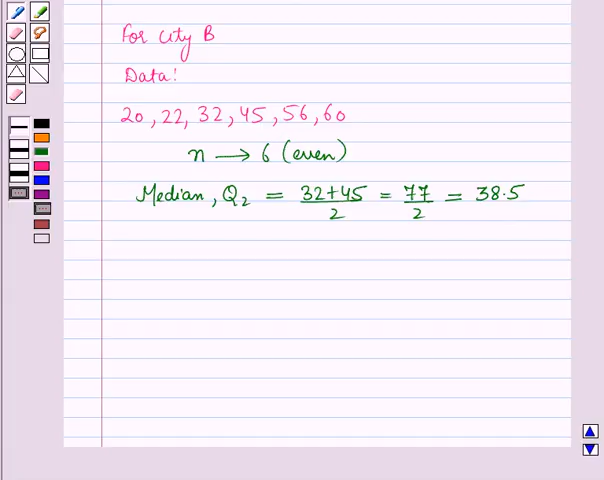 For City B
Data:
20, 22, 32, 45, 56, 60
n → 6 (even)
Median, Q₂ = 32+45/2 = 77/2 = 38.5